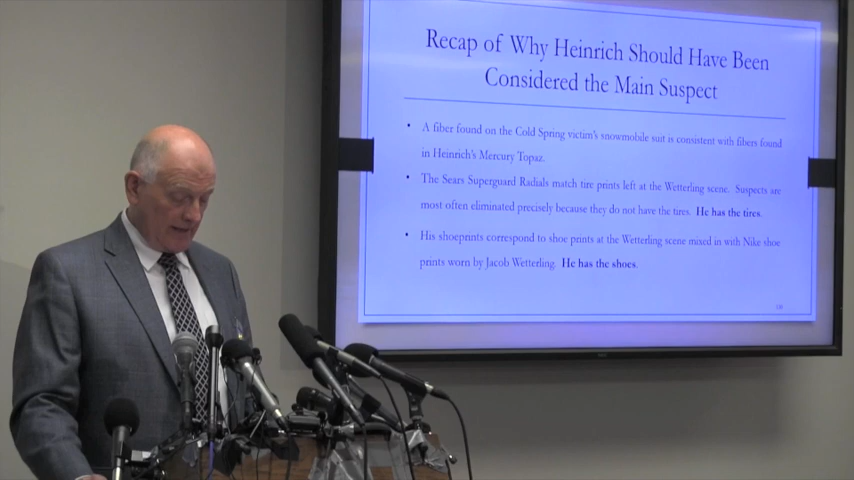 Recap of Why Heinrich Should Have Been
Considered the Main Suspect
• A fiber found on the Cold Spring victim's snowmobile suit is consistent with fibers found
in Heinrich's Mercury Topaz.
• The Sears Superguard Radials match tire prints left at the Wetterling scene. Suspects are
most often eliminated precisely because they do not have the tires. He has the tires.
• His shoeprints correspond to shoe prints at the Wetterling scene mixed in with Nike shoe
prints worn by Jacob Wetterling. He has the shoes.